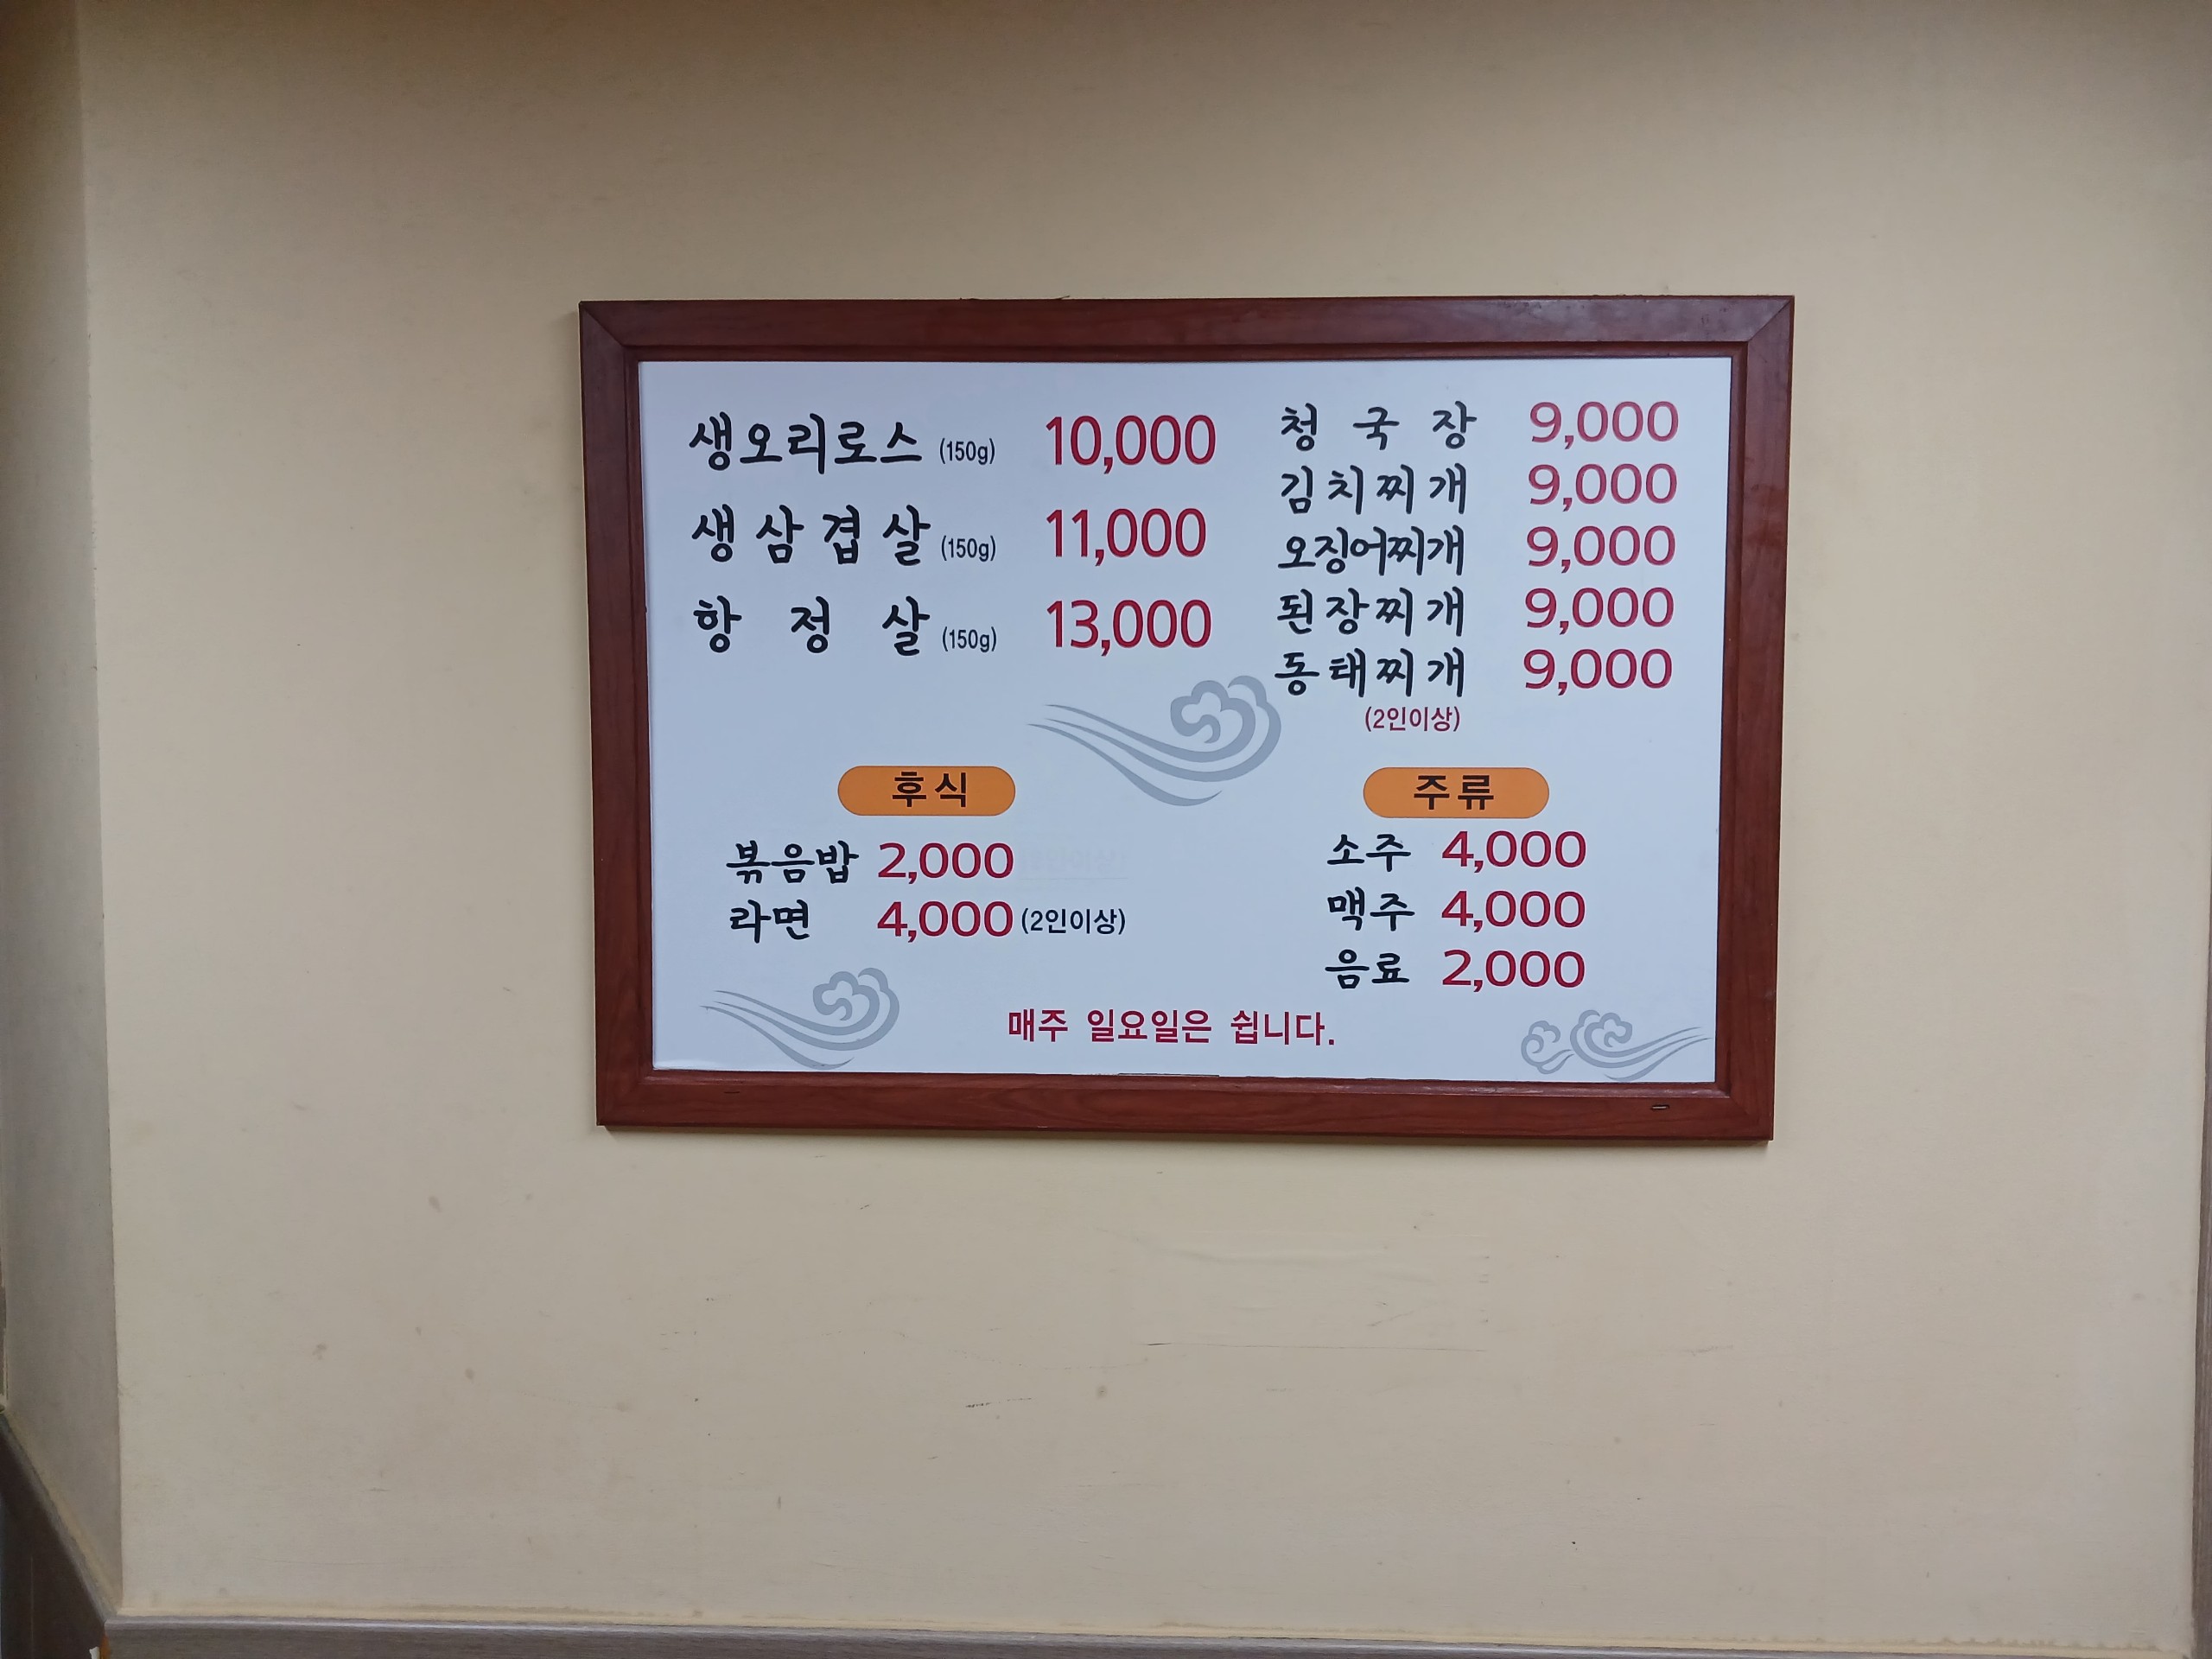 생오리로스 (150g) 10,000
생삼겹살 (150g) 11,000
항정살 (150g) 13,000
청국장 9,000
김치찌개 9,000
오징어찌개 9,000
된장찌개 9,000
동태찌개 9,000
(2인이상)
후식
볶음밥 2,000
라면 4,000 (2인이상)
주류
소주 4,000
맥주 4,000
음료 2,000
매주 일요일은 쉽니다.